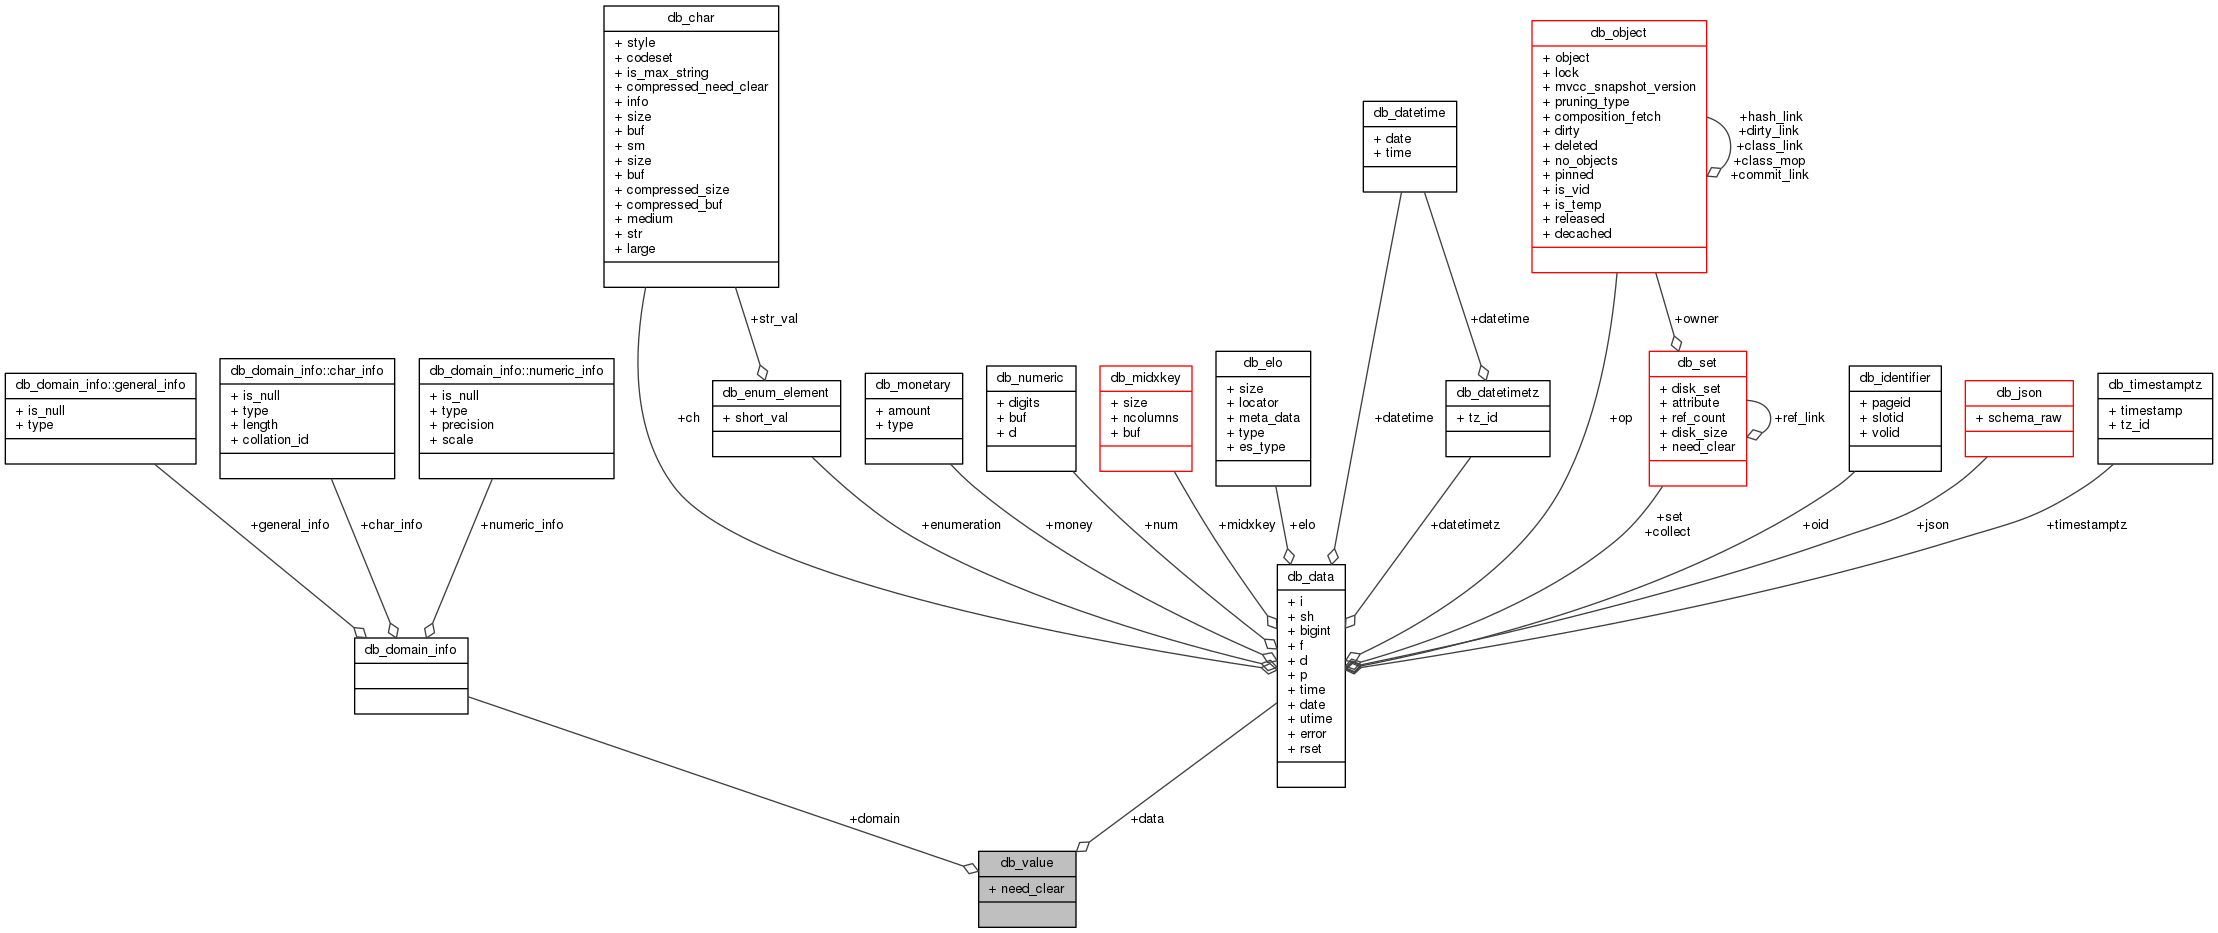 db_char
+ style
+ codeset
+ is_max_string
+ compressed_need_clear
+ info
+ size
+ buf
+ sm
+ size
+ buf
+ compressed_size
+ compressed_buf
+ medium
+ str
+ large
db_object
+ object
+ lock
+ mvcc_snapshot_version
+ pruning_type
+ composition_fetch
+ dirty
+ deleted
+ no_objects
+ pinned
+ is_vid
+ is_temp
+ released
+ decached
+hash_link
+dirty_link
+class_link
+class_mop
+commit_link
db_datetime
+ date
+ time
+str_val
+datetime
+owner
db_domain_info::general_info
+ is_null
+ type
db_domain_info::char_info
+ is_null
+ type
+ length
+ collation_id
db_domain_info::numeric_info
+ is_null
+ type
+ precision
+ scale
+ch
db_enum_element
+ short_val
db_monetary
+ amount
+ type
db_numeric
+ digits
+ buf
+ d
db_midxkey
+ size
+ ncolumns
+ buf
db_elo
+ size
+ locator
+ meta_data
+ type
+ es_type
+datetime
db_datetimetz
+ tz_id
+op
db_set
+ disk_set
+ attribute
+ ref_count
+ disk_size
+ need_clear
+ref_link
db_identifier
+ pageid
+ slotid
+ volid
db_json
+ schema_raw
db_timestamptz
+ timestamp
+ tz_id
+general_info
+char_info
+numeric_info
+enumeration
+money
+num
+midxkey
+elo
+datetimetz
+set
+collect
+oid
+json
+timestamptz
db_domain_info
db_data
+ i
+ sh
+ bigint
+ f
+ d
+ p
+ time
+ date
+ utime
+ error
+ rset
+domain
+data
db_value
+ need_clear